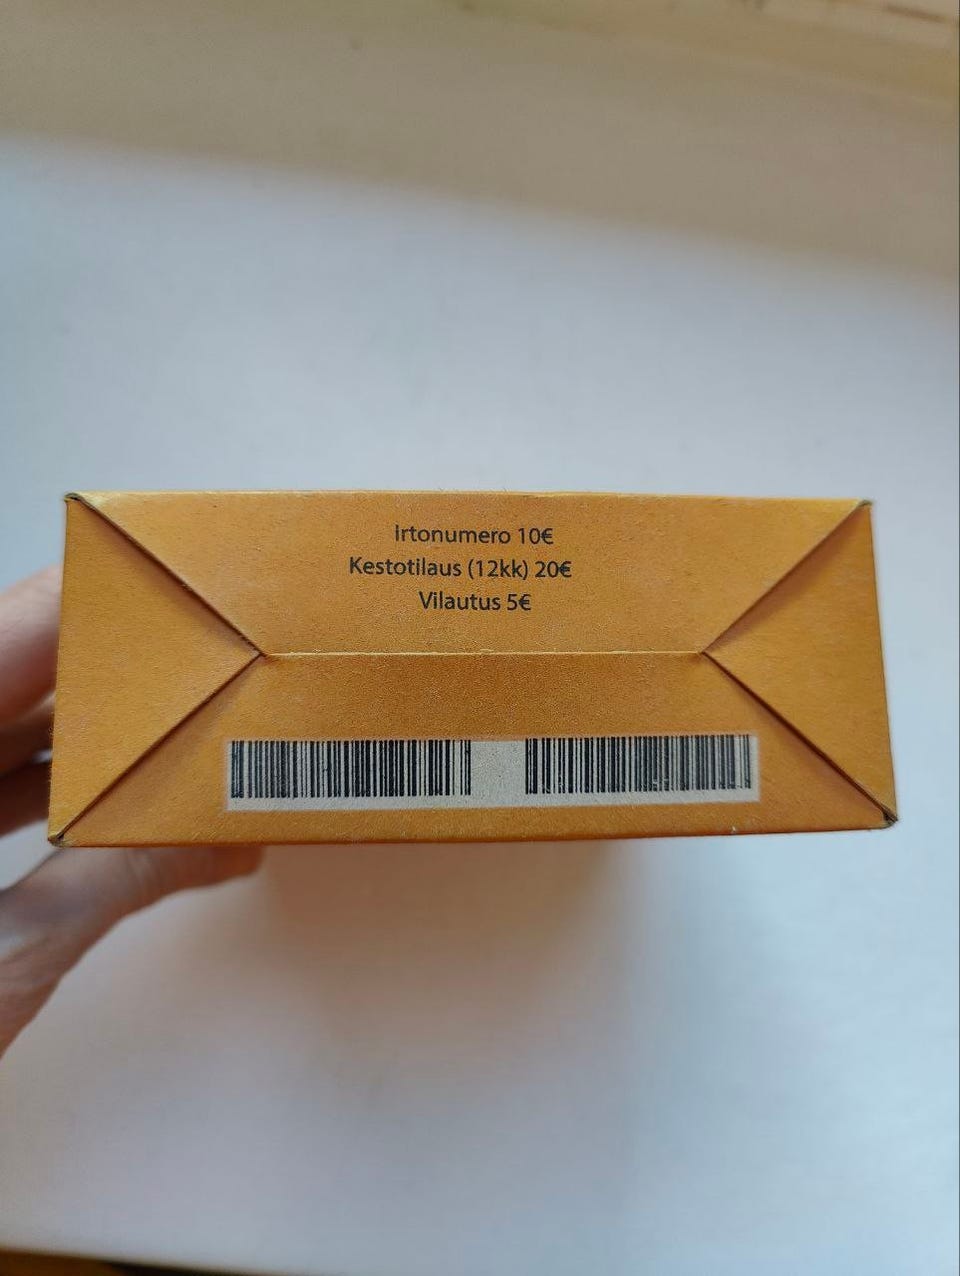 Irtonumero 10€
Kestotilaus (12kk) 20€
Vilautus 5€